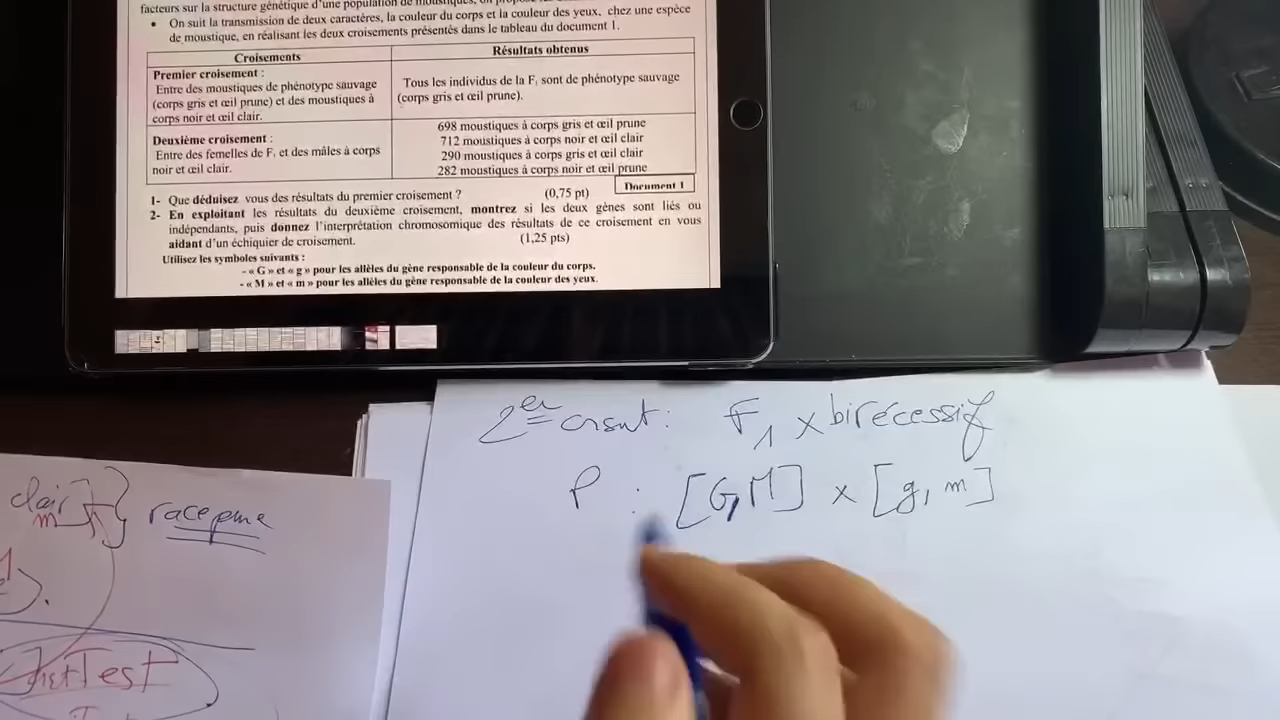 facteurs sur la structure génétique d'une population de moustiques, on propose
• On suit la transmission de deux caractères, la couleur du corps et la couleur des yeux, chez une espèce
de moustique, en réalisant les deux croisements présentés dans le tableau du document 1.
Croisements
Résultats obtenus
Premier croisement :
Entre des moustiques de phénotype sauvage
(corps gris et œil prune) et des moustiques à
corps noir et œil clair.
Tous les individus de la F₁ sont de phénotype sauvage
(corps gris et œil prune).
Deuxième croisement :
Entre des femelles de F₁ et des mâles à corps
noir et œil clair.
698 moustiques à corps gris et œil prune
712 moustiques à corps noir et œil clair
290 moustiques à corps gris et œil clair
282 moustiques à corps noir et œil prune
Document 1
1- Que déduisez vous des résultats du premier croisement ? (0,75 pt)
2- En exploitant les résultats du deuxième croisement, montrez si les deux gènes sont liés ou
indépendants, puis donnez l'interprétation chromosomique des résultats de ce croisement en vous
aidant d'un échiquier de croisement. (1,25 pts)
Utilisez les symboles suivants :
- « G » et « g » pour les allèles du gène responsable de la couleur du corps.
- « M » et « m » pour les allèles du gène responsable de la couleur des yeux.
2er crsmt : F1 x birécessif
P : [G,M] x [g, m]
clair
m
race pure
Test